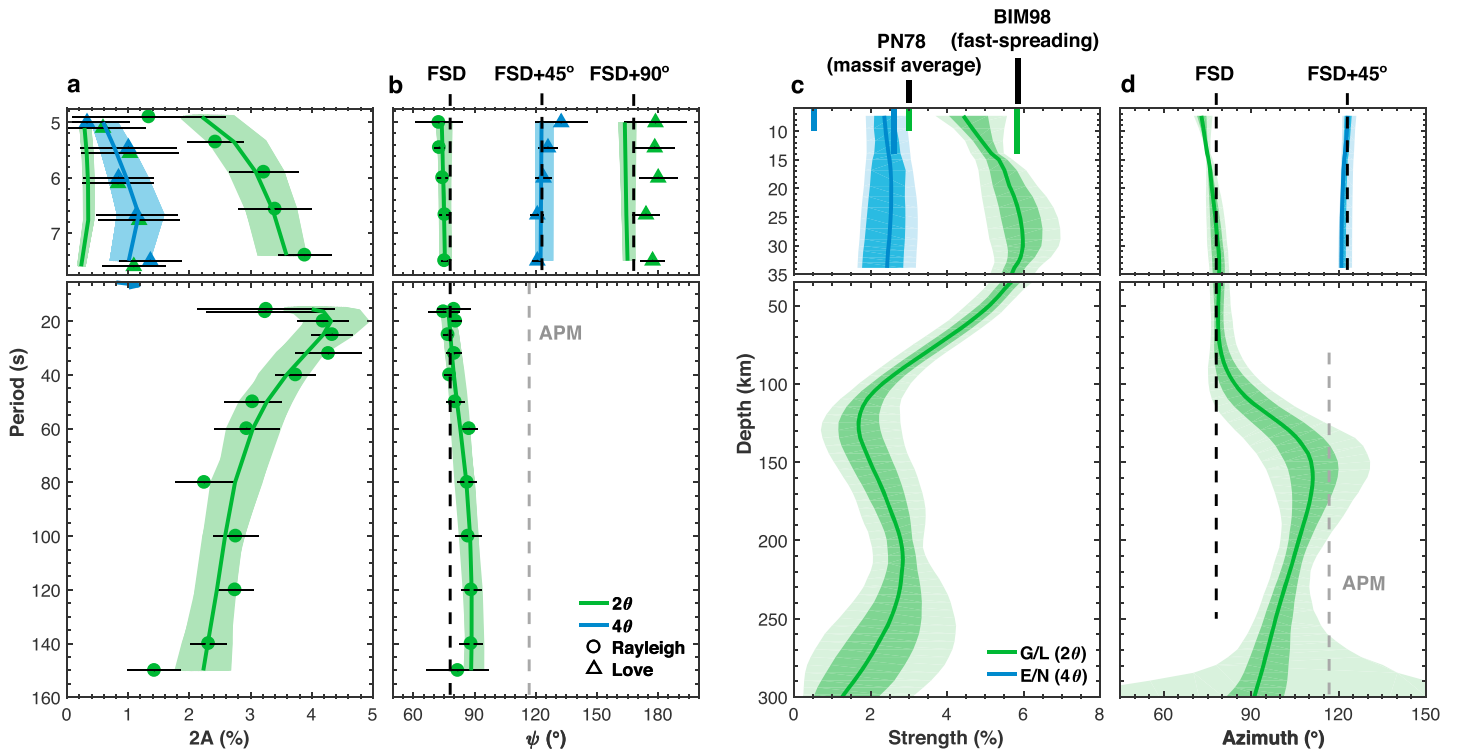 BIM98
PN78 (fast-spreading)
(massif average)
a
b FSD FSD+45º FSD+90º
c
d FSD FSD+45º
5
6
7
20
40
60
80
100
120
140
160
Period (s)
0 1 2 3 4 5
2A (%)
APM
2θ
4θ
Rayleigh
Love
60 90 120 150 180
ψ (°)
10
15
20
25
30
35
50
100
150
200
250
300
Depth (km)
G/L (2θ)
E/N (4θ)
0 2 4 6 8
Strength (%)
APM
60 90 120 150
Azimuth (°)